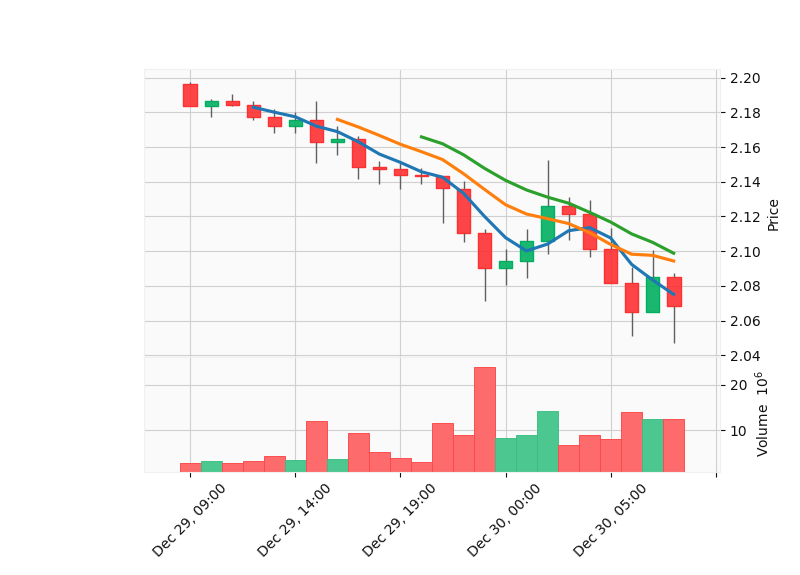 2.20
2.18
2.16
2.14
2.12
2.10
2.08
2.06
2.04
Price
20
10
Volume 10^6
Dec 29, 09:00
Dec 29, 14:00
Dec 29, 19:00
Dec 30, 00:00
Dec 30, 05:00